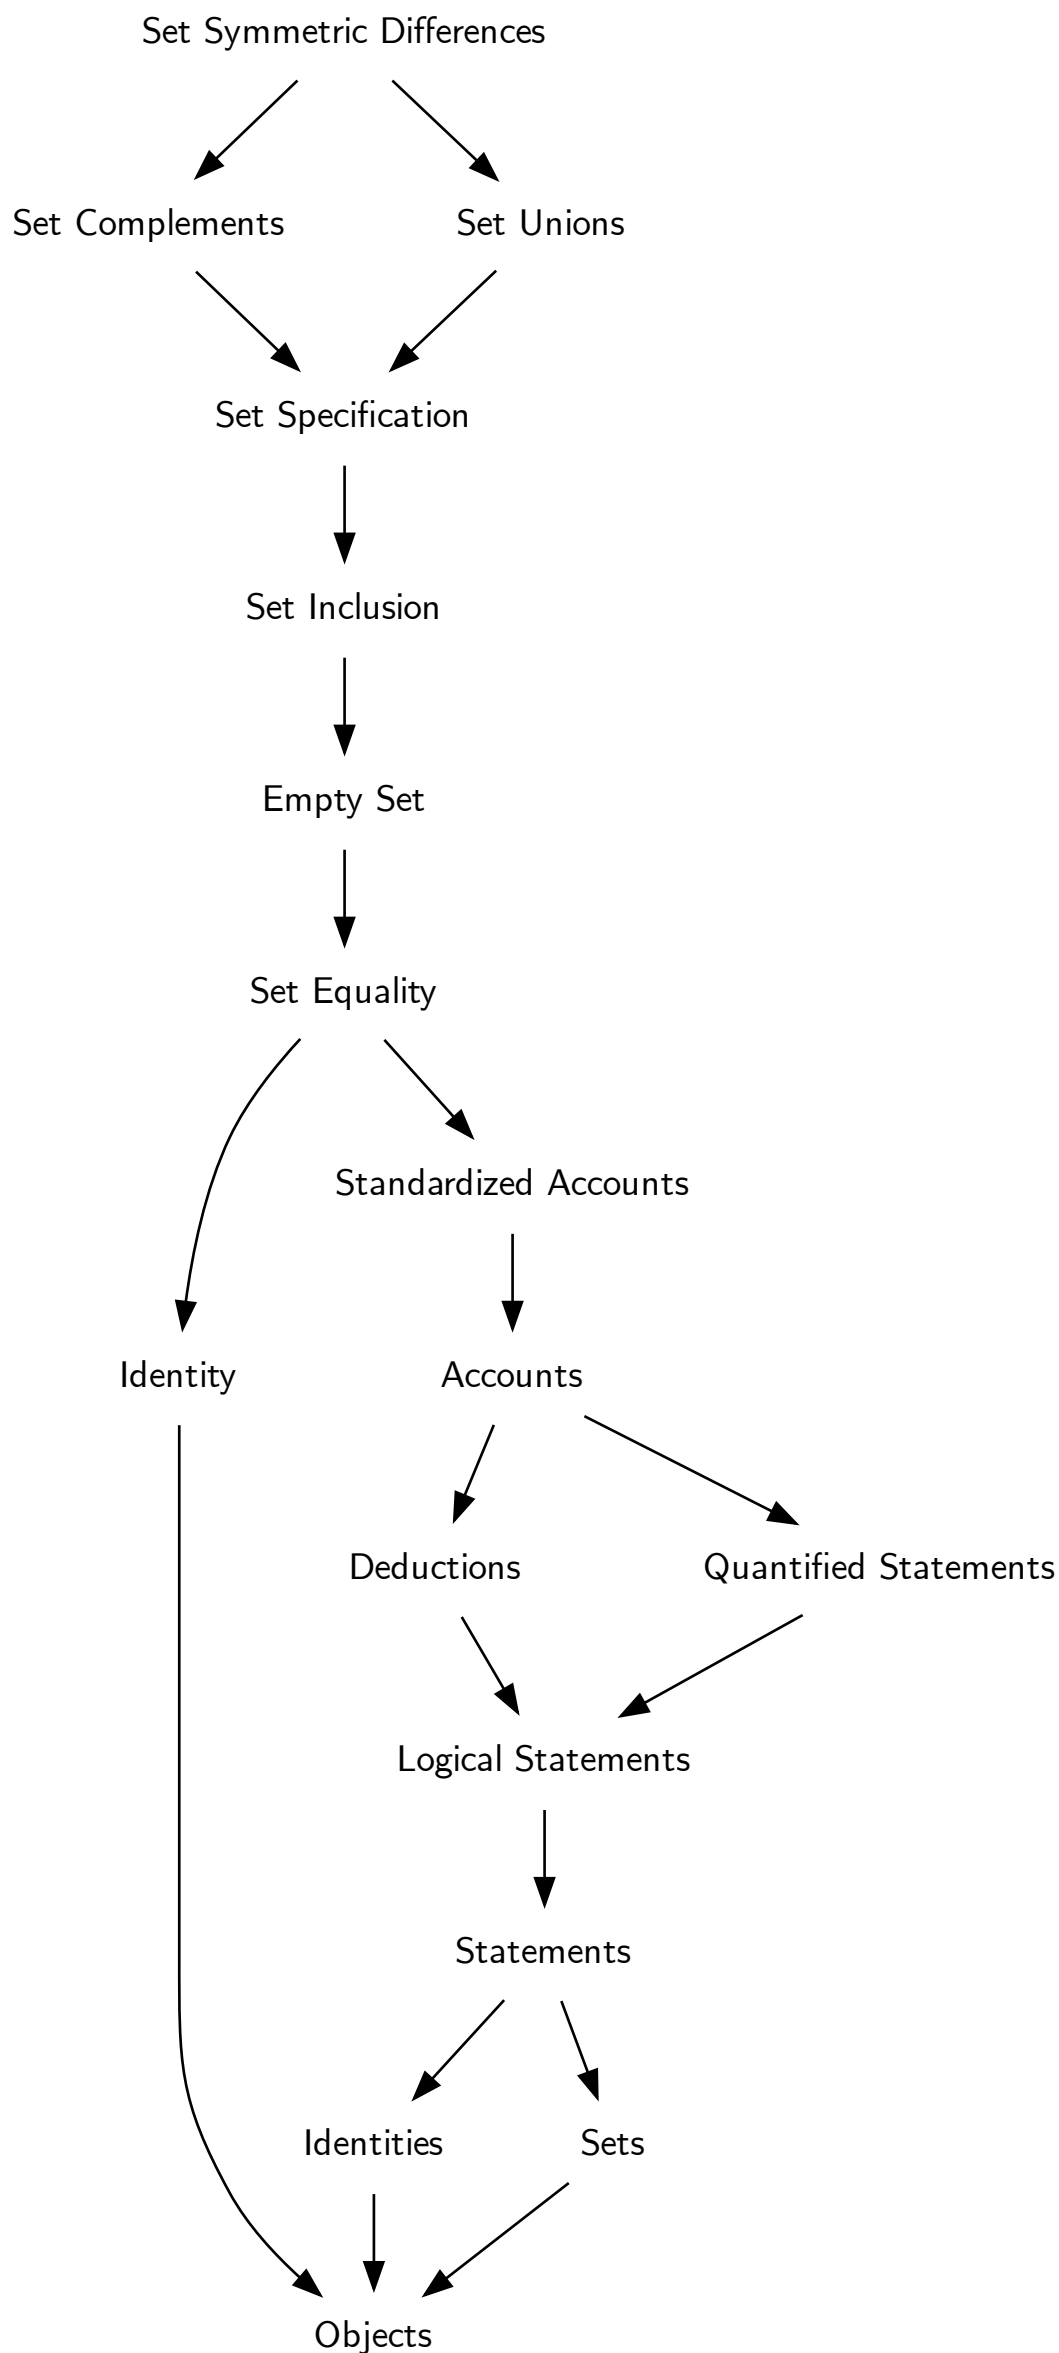 Set Symmetric Differences
Set Complements
Set Unions
Set Specification
Set Inclusion
Empty Set
Set Equality
Standardized Accounts
Identity
Accounts
Deductions
Quantified Statements
Logical Statements
Statements
Identities
Sets
Objects